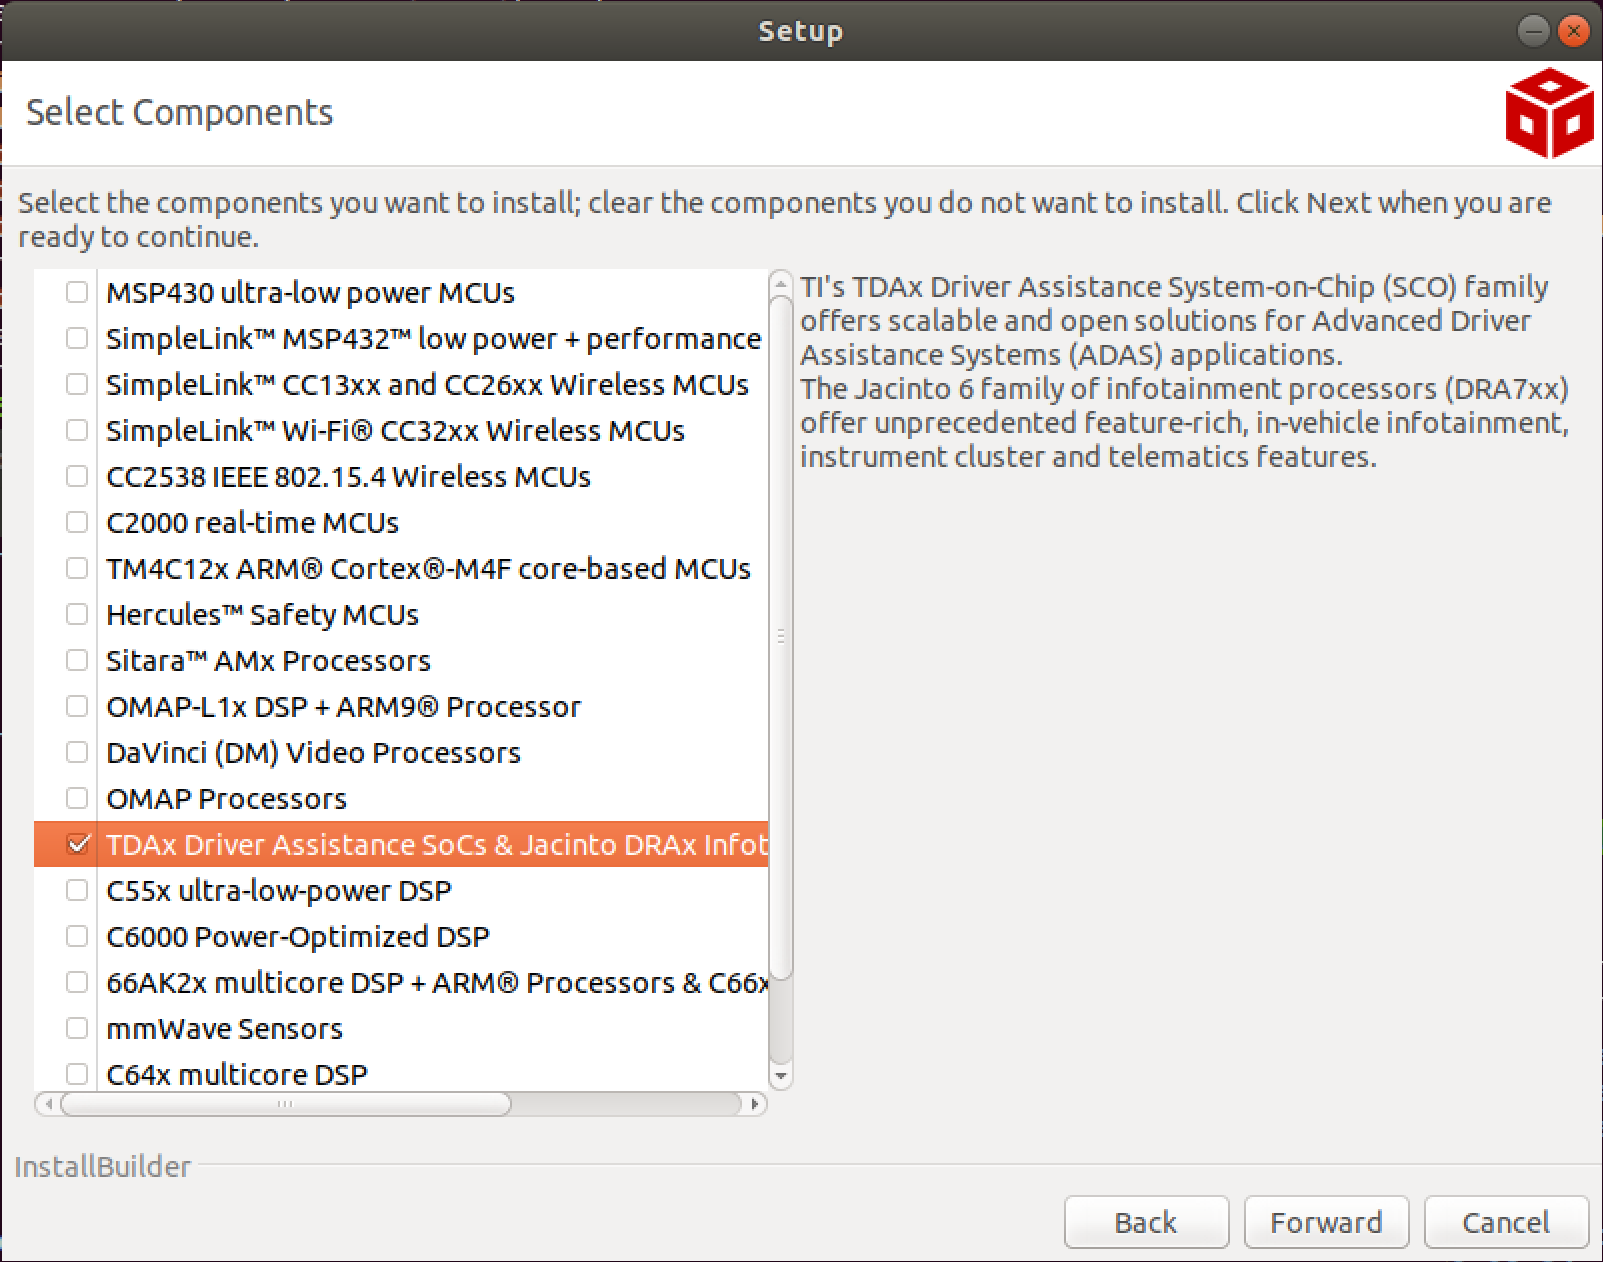 Setup
Select Components
Select the components you want to install; clear the components you do not want to install. Click Next when you are
ready to continue.
MSP430 ultra-low power MCUs
SimpleLink™ MSP432™ low power + performance
SimpleLink™ CC13xx and CC26xx Wireless MCUs
SimpleLink™ Wi-Fi® CC32xx Wireless MCUs
CC2538 IEEE 802.15.4 Wireless MCUs
C2000 real-time MCUs
TM4C12x ARM® Cortex®-M4F core-based MCUs
Hercules™ Safety MCUs
Sitara™ AMx Processors
OMAP-L1x DSP + ARM9® Processor
DaVinci (DM) Video Processors
OMAP Processors
TDAx Driver Assistance SoCs & Jacinto DRAx Infot
C55x ultra-low-power DSP
C6000 Power-Optimized DSP
66AK2x multicore DSP + ARM® Processors & C66x
mmWave Sensors
C64x multicore DSP
TI's TDAx Driver Assistance System-on-Chip (SCO) family
offers scalable and open solutions for Advanced Driver
Assistance Systems (ADAS) applications.
The Jacinto 6 family of infotainment processors (DRA7xx)
offer unprecedented feature-rich, in-vehicle infotainment,
instrument cluster and telematics features.
InstallBuilder
Back
Forward
Cancel